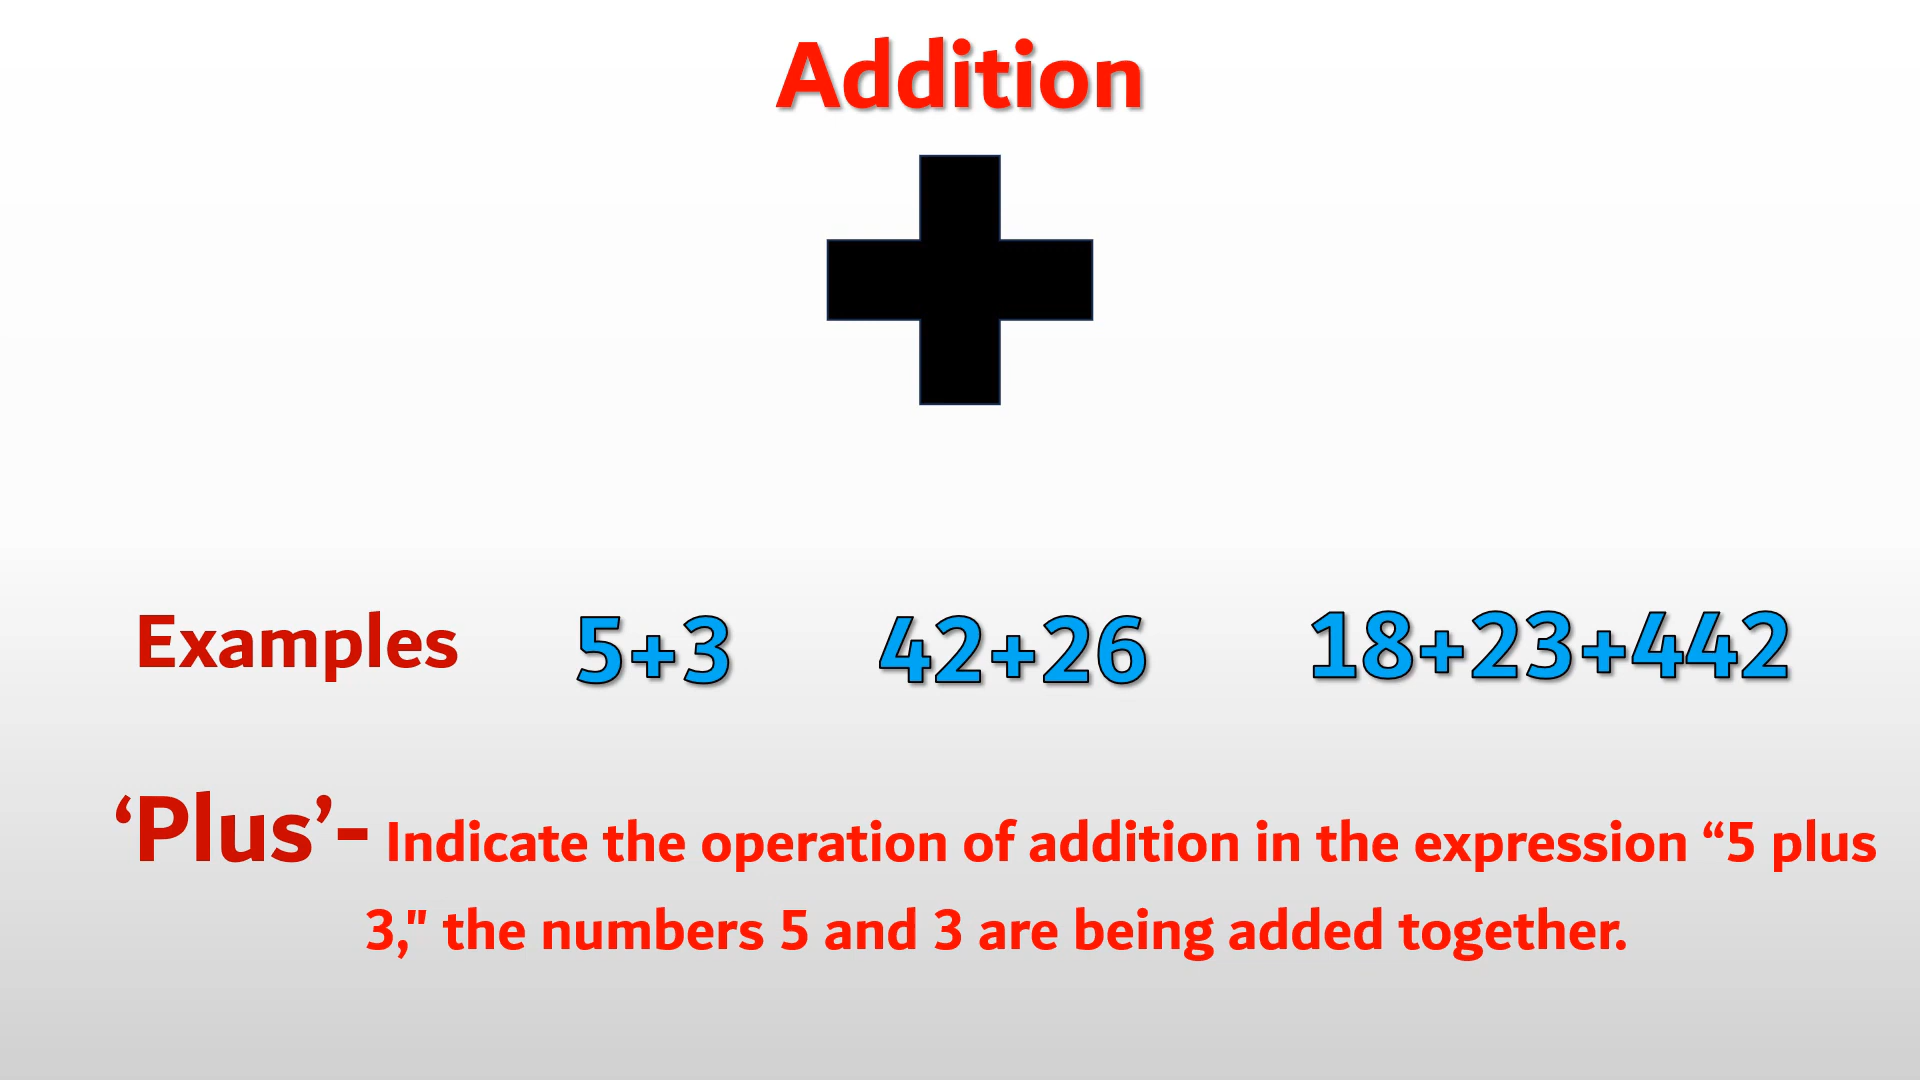 Addition
Examples 5+3 42+26 18+23+442
‘Plus’- Indicate the operation of addition in the expression “5 plus
3," the numbers 5 and 3 are being added together.